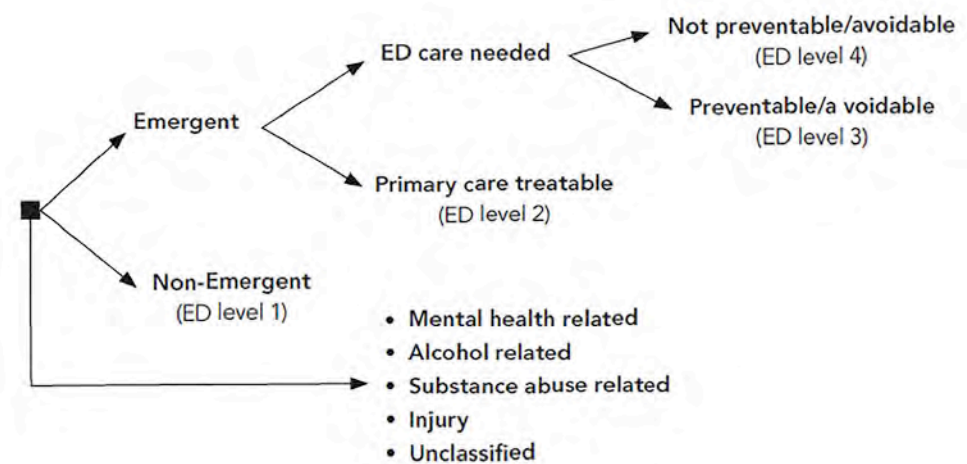 Not preventable/avoidable
(ED level 4)
ED care needed
Preventable/a voidable
(ED level 3)
Emergent
Primary care treatable
(ED level 2)
Non-Emergent
(ED level 1)
• Mental health related
• Alcohol related
• Substance abuse related
• Injury
• Unclassified